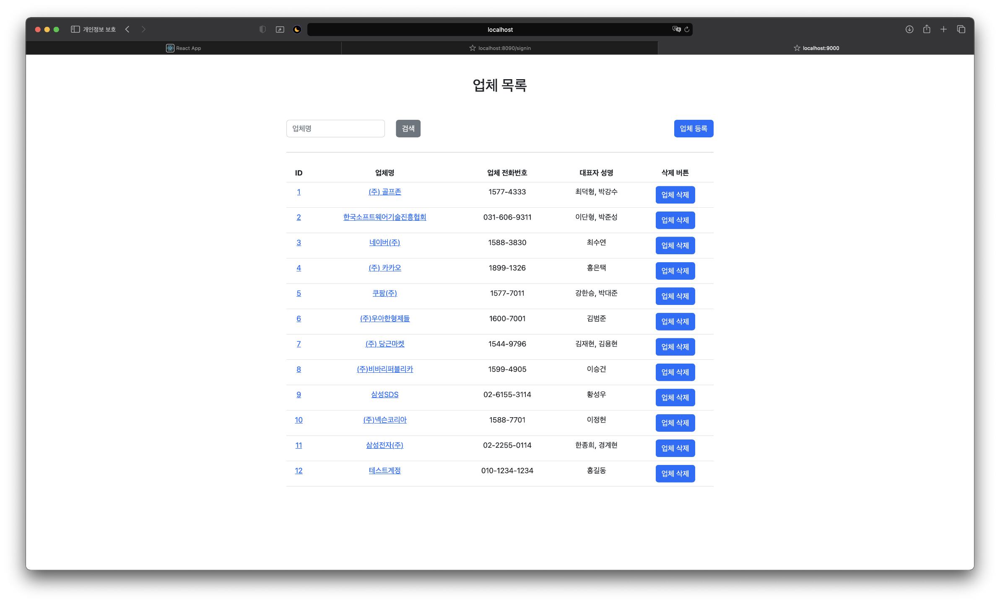 개인정보 보호
localhost
React App
localhost:8090/signin
localhost:9000
업체 목록
업체명 검색 업체 등록
ID 업체명 업체 전화번호 대표자 성명 삭제 버튼
1 (주) 골프존 1577-4333 최덕형, 박강수 업체 삭제
2 한국소프트웨어기술진흥협회 031-606-9311 이단형, 박준성 업체 삭제
3 네이버(주) 1588-3830 최수연 업체 삭제
4 (주) 카카오 1899-1326 홍은택 업체 삭제
5 쿠팡(주) 1577-7011 강한승, 박대준 업체 삭제
6 (주)우아한형제들 1600-7001 김범준 업체 삭제
7 (주) 당근마켓 1544-9796 김재현, 김용현 업체 삭제
8 (주)비바리퍼블리카 1599-4905 이승건 업체 삭제
9 삼성SDS 02-6155-3114 황성우 업체 삭제
10 (주)넥슨코리아 1588-7701 이정헌 업체 삭제
11 삼성전자(주) 02-2255-0114 한종희, 경계현 업체 삭제
12 테스트계정 010-1234-1234 홍길동 업체 삭제